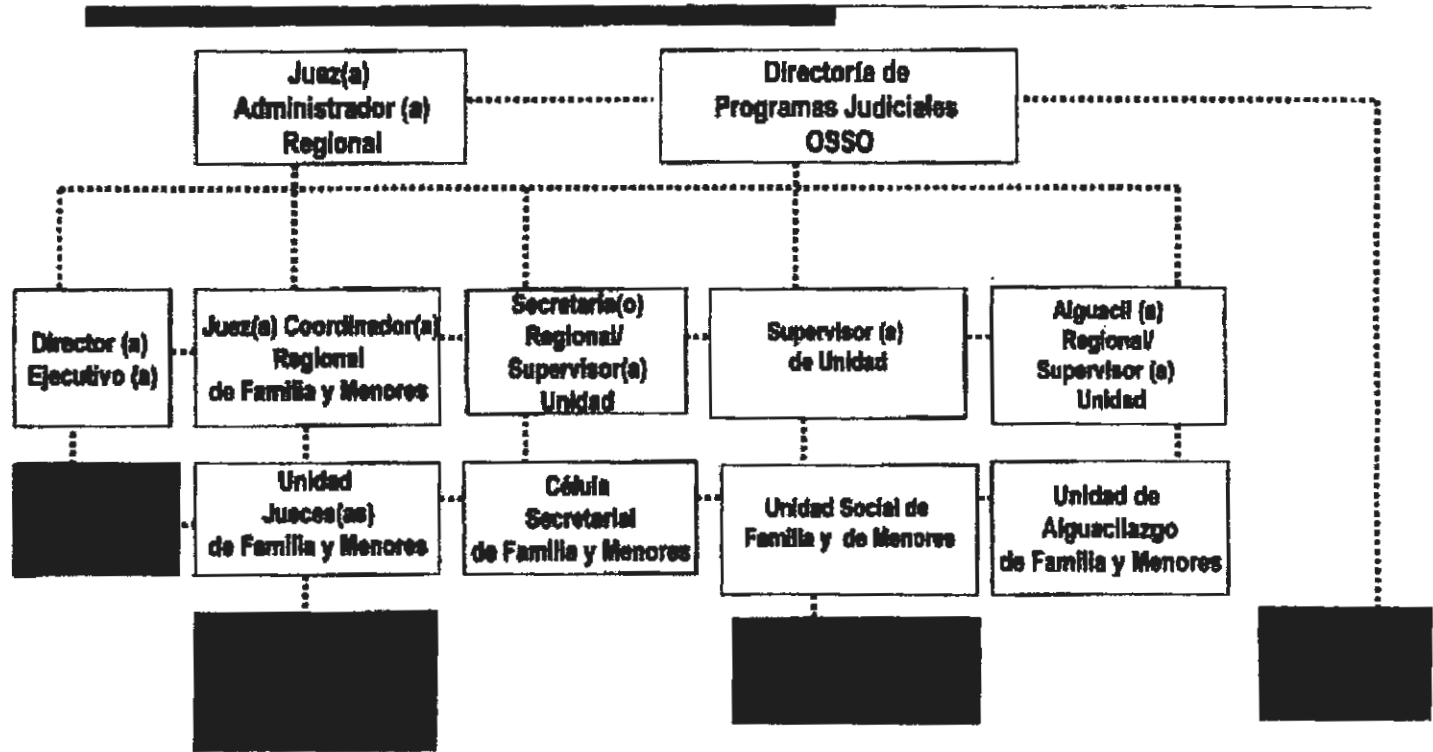 Juez(a)
Administrador (a)
Regional
Directoría de
Programas Judiciales
OSSO
Director (a)
Ejecutivo (a)
Juez(a) Coordinador(a)
Regional
de Familia y Menores
Secretaria(o)
Regional/
Supervisor(a)
Unidad
Supervisor (a)
de Unidad
Alguacil (a)
Regional/
Supervisor (a)
Unidad
Unidad
Jueces(as)
de Familia y Menores
Célula
Secretarial
de Familia y Menores
Unidad Social de
Familia y de Menores
Unidad de
Alguacilazgo
de Familia y Menores